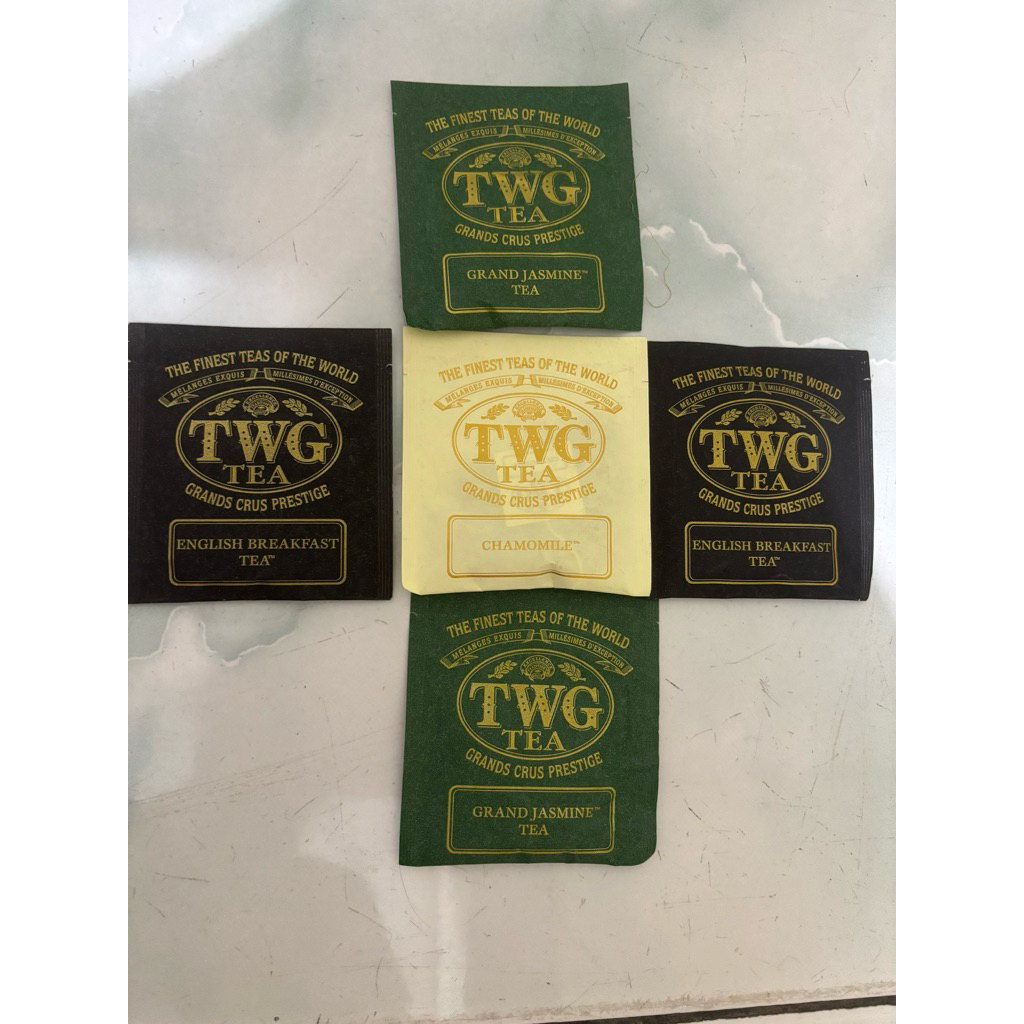 THE FINEST TEAS OF THE WORLD
MÉLANGES EXQUIS MILLÉSIMES D'EXCEPTION
TWG
TEA
GRANDS CRUS PRESTIGE
GRAND JASMINE™
TEA
THE FINEST TEAS OF THE WORLD
MÉLANGES EXQUIS MILLÉSIMES D'EXCEPTION
TWG
TEA
GRANDS CRUS PRESTIGE
ENGLISH BREAKFAST
TEA™
THE FINEST TEAS OF THE WORLD
MÉLANGES EXQUIS MILLÉSIMES D'EXCEPTION
TWG
TEA
GRANDS CRUS PRESTIGE
CHAMOMILE™
THE FINEST TEAS OF THE WORLD
MÉLANGES EXQUIS MILLÉSIMES D'EXCEPTION
TWG
TEA
GRANDS CRUS PRESTIGE
ENGLISH BREAKFAST
TEA™
THE FINEST TEAS OF THE WORLD
MÉLANGES EXQUIS MILLÉSIMES D'EXCEPTION
TWG
TEA
GRANDS CRUS PRESTIGE
GRAND JASMINE™
TEA